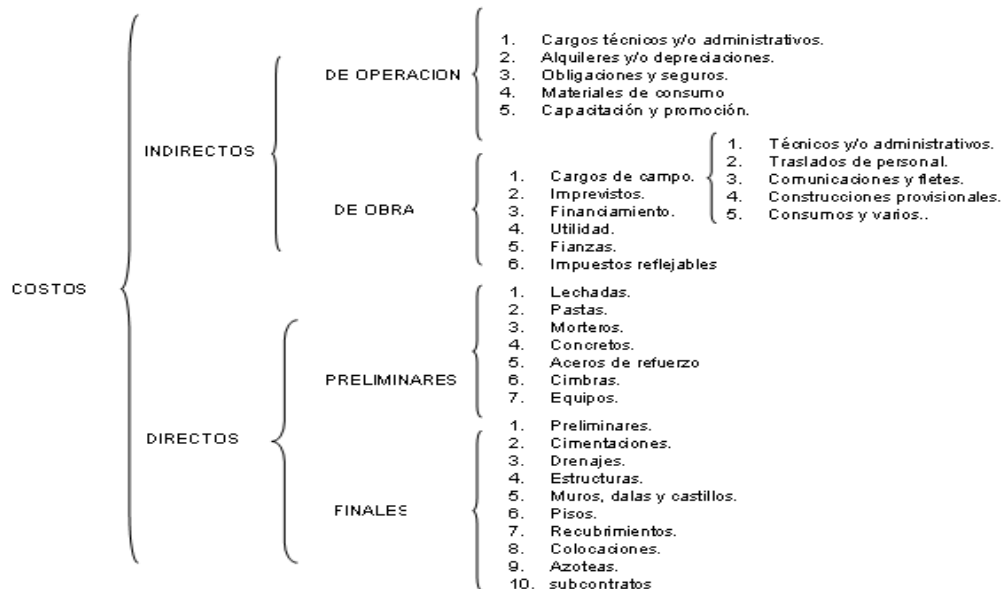 COSTOS
INDIRECTOS
DE OPERACION
1. Cargos técnicos y/o administrativos.
2. Alquileres y/o depreciaciones.
3. Obligaciones y seguros.
4. Materiales de consumo
5. Capacitación y promoción.
DE OBRA
1. Cargos de campo.
1. Técnicos y/o administrativos.
2. Traslados de personal.
3. Comunicaciones y fletes.
4. Construcciones provisionales.
5. Consumos y varios..
2. Imprevistos.
3. Financiamiento.
4. Utilidad.
5. Fianzas.
6. Impuestos reflejables
DIRECTOS
PRELIMINARES
1. Lechadas.
2. Pastas.
3. Morteros.
4. Concretos.
5. Aceros de refuerzo
6. Cimbras.
7. Equipos.
FINALES
1. Preliminares.
2. Cimentaciones.
3. Drenajes.
4. Estructuras.
5. Muros, dalas y castillos.
6. Pisos.
7. Recubrimientos.
8. Colocaciones.
9. Azoteas.
10. subcontratos